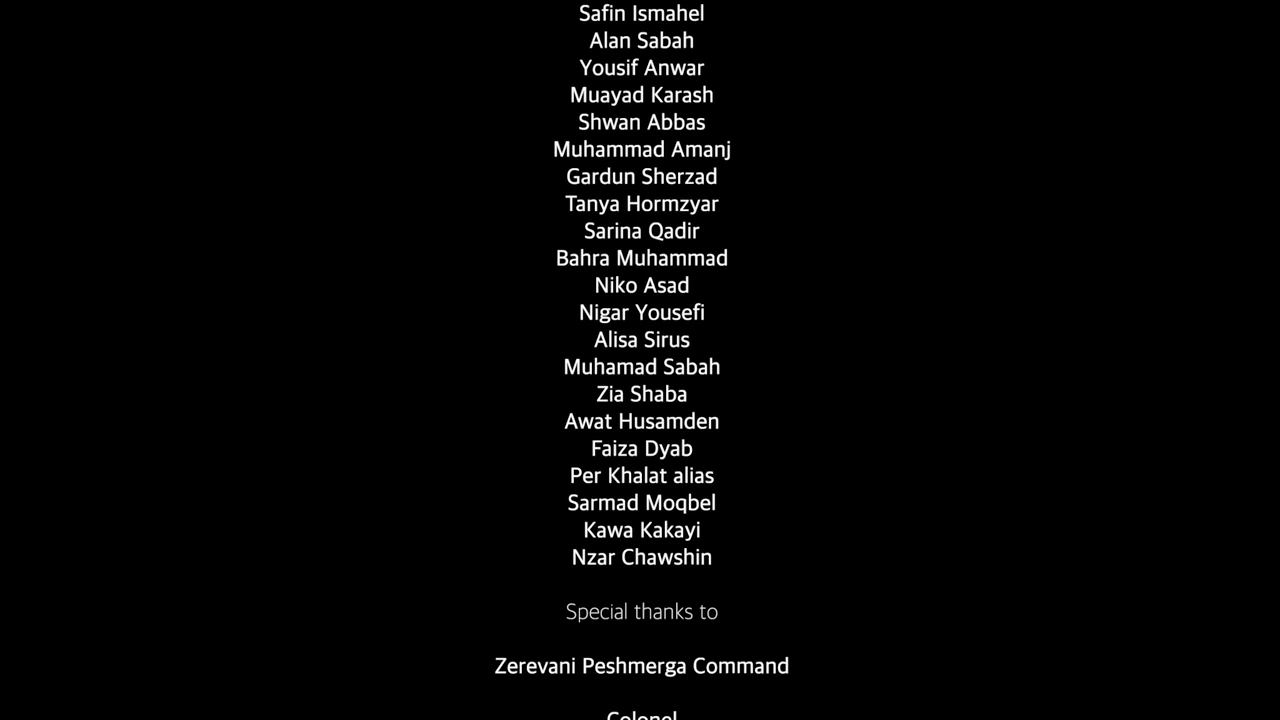 Safin Ismahel
Alan Sabah
Yousif Anwar
Muayad Karash
Shwan Abbas
Muhammad Amanj
Gardun Sherzad
Tanya Hormzyar
Sarina Qadir
Bahra Muhammad
Niko Asad
Nigar Yousefi
Alisa Sirus
Muhamad Sabah
Zia Shaba
Awat Husamden
Faiza Dyab
Per Khalat alias
Sarmad Moqbel
Kawa Kakayi
Nzar Chawshin
Special thanks to
Zerevani Peshmerga Command
Colonel